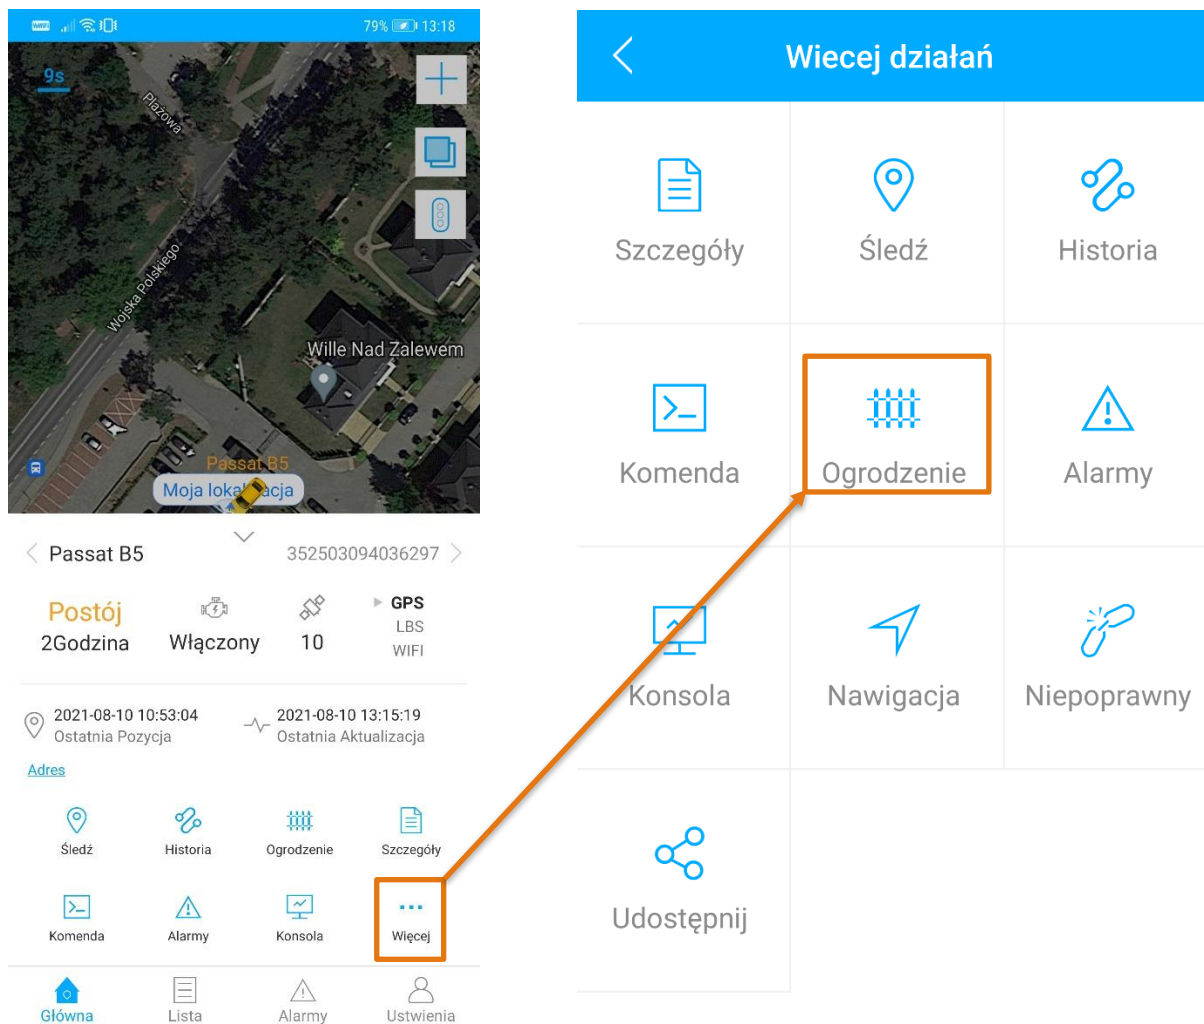 VoWiFi
79% 13:18
9s
Plażowa
Wojska Polskiego
Wille Nad Zalewem
Passat B5
Moja lokalizacja
Passat B5
352503094036297
Postój
2Godzina
Włączony
10
GPS
LBS
WIFI
2021-08-10 10:53:04
Ostatnia Pozycja
2021-08-10 13:15:19
Ostatnia Aktualizacja
Adres
Śledź
Historia
Ogrodzenie
Szczegóły
Komenda
Alarmy
Konsola
Więcej
Główna
Lista
Alarmy
Ustwienia
Wiecej działań
Szczegóły
Śledź
Historia
Komenda
Ogrodzenie
Alarmy
Konsola
Nawigacja
Niepoprawny
Udostępnij